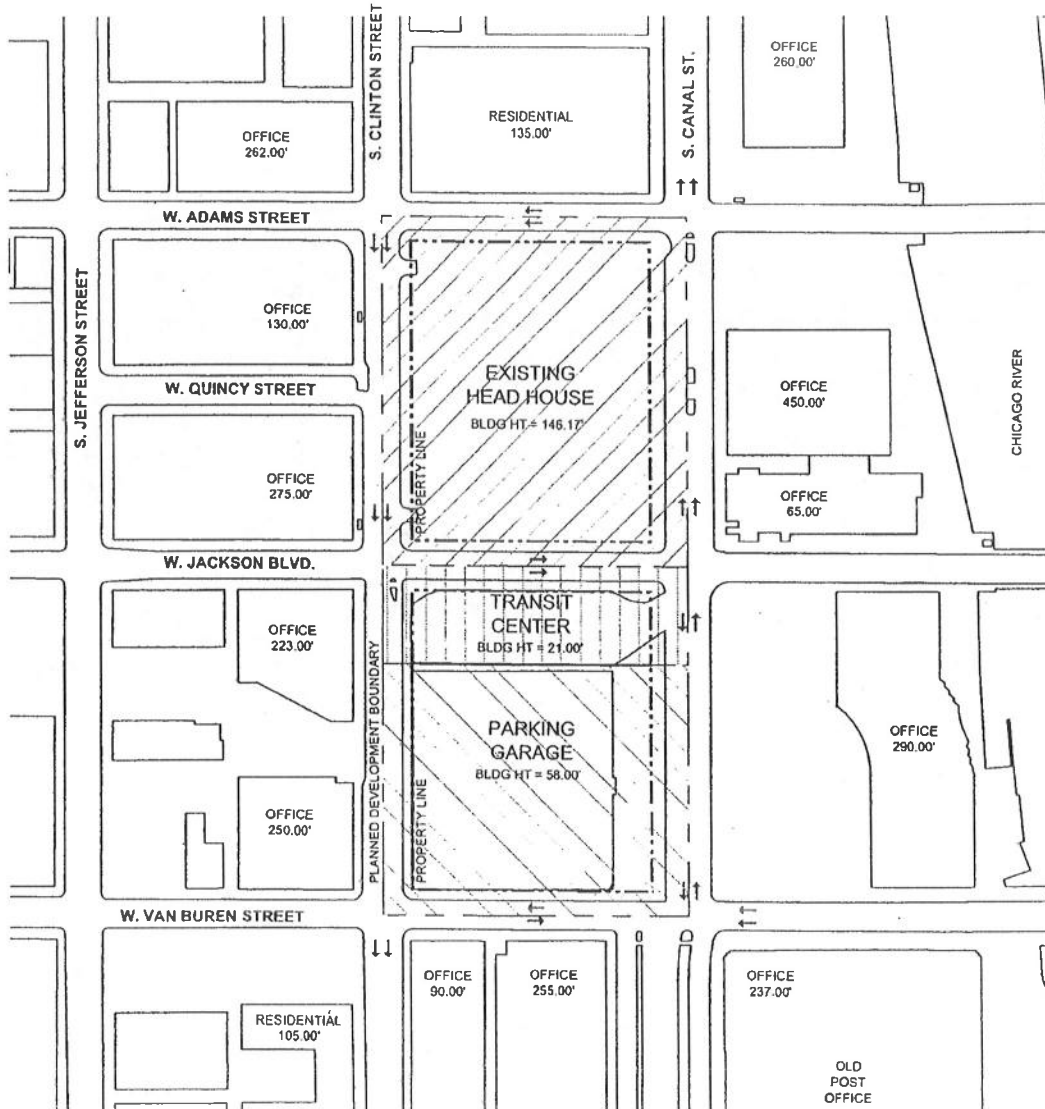 S. CLINTON STREET
S. CANAL ST.
OFFICE
260.00'
RESIDENTIAL
135.00'
OFFICE
262.00'
W. ADAMS STREET
S. JEFFERSON STREET
OFFICE
130.00'
W. QUINCY STREET
EXISTING
HEAD HOUSE
BLDG HT = 146.17'
PROPERTY LINE
OFFICE
450.00'
CHICAGO RIVER
OFFICE
275.00'
OFFICE
65.00'
W. JACKSON BLVD.
TRANSIT
CENTER
BLDG HT = 21.00'
OFFICE
223.00'
PLANNED DEVELOPMENT BOUNDARY
PARKING
GARAGE
BLDG HT = 58.00'
PROPERTY LINE
OFFICE
290.00'
OFFICE
250.00'
W. VAN BUREN STREET
OFFICE
90.00'
OFFICE
255.00'
OFFICE
237.00'
RESIDENTIAL
105.00'
OLD
POST
OFFICE